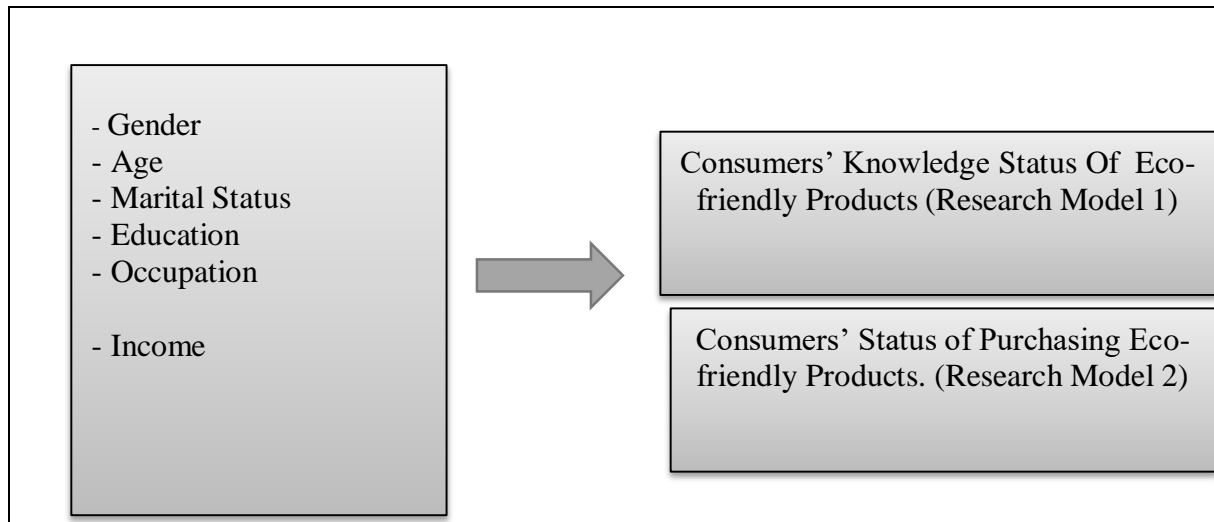 - Gender
- Age
- Marital Status
- Education
- Occupation
- Income
Consumers’ Knowledge Status Of Eco-
friendly Products (Research Model 1)
Consumers’ Status of Purchasing Eco-
friendly Products. (Research Model 2)